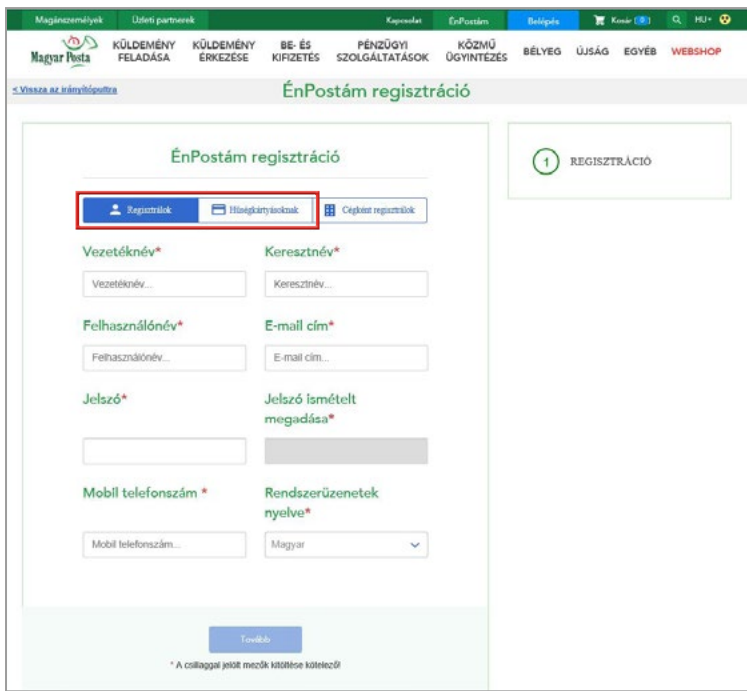 Magánszemélyek Üzleti partnerek Kapcsolat ÉnPostám Belépés Kosár (0) HU
Magyar Posta
KÜLDEMÉNY FELADÁSA
KÜLDEMÉNY ÉRKEZÉSE
BE- ÉS KIFIZETÉS
PÉNZÜGYI SZOLGÁLTATÁSOK
KÖZMŰ ÜGYINTÉZÉS
BÉLYEG ÚJSÁG EGYÉB WEBSHOP
< Vissza az irányítópultra
ÉnPostám regisztráció
ÉnPostám regisztráció
1 REGISZTRÁCIÓ
Regisztrálok Hűségkártyásoknak Cégként regisztrálok
Vezetéknév* Keresztnév*
Vezetéknév... Keresztnév...
Felhasználónév* E-mail cím*
Felhasználónév... E-mail cím...
Jelszó* Jelszó ismételt
megadása*
Mobil telefonszám * Rendszerüzenetek
nyelve*
Mobil telefonszám... Magyar
Tovább
* A csillaggal jelölt mezők kitöltése kötelező!